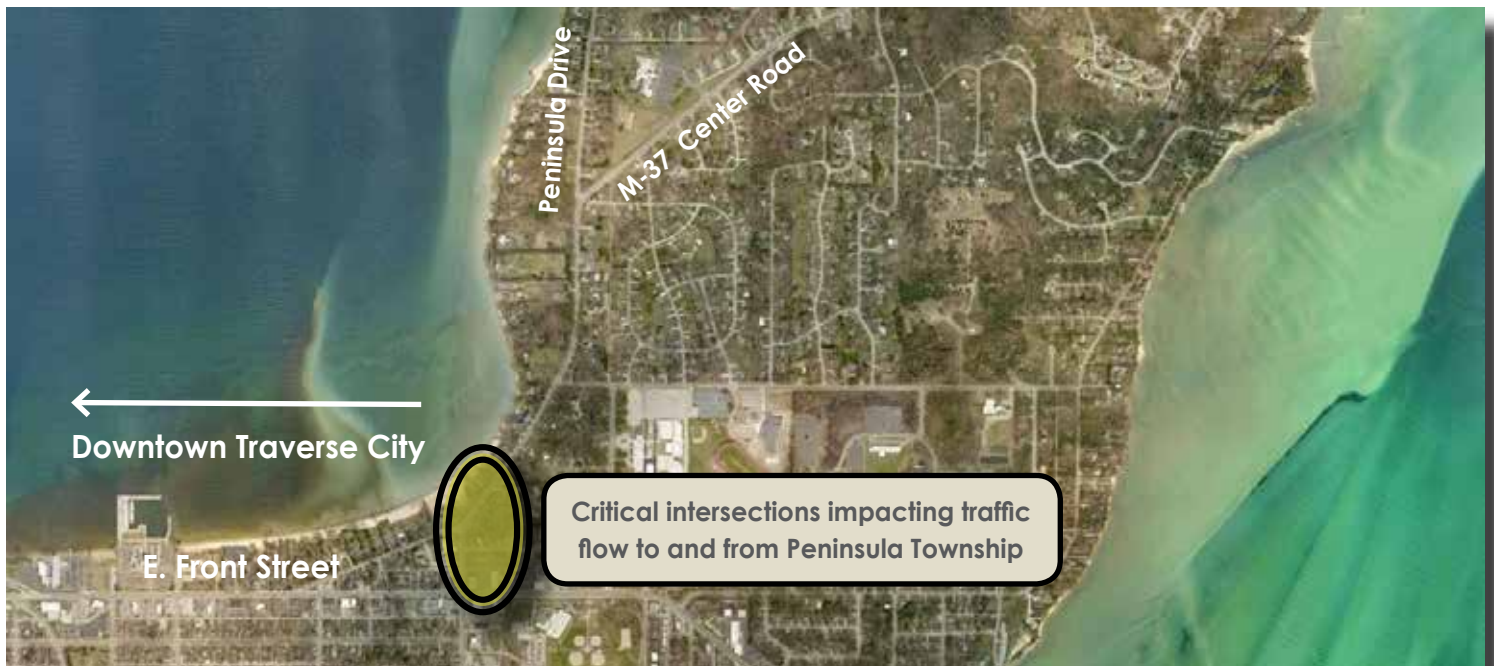 Peninsula Drive
M-37 Center Road
Downtown Traverse City
Critical intersections impacting traffic
flow to and from Peninsula Township
E. Front Street